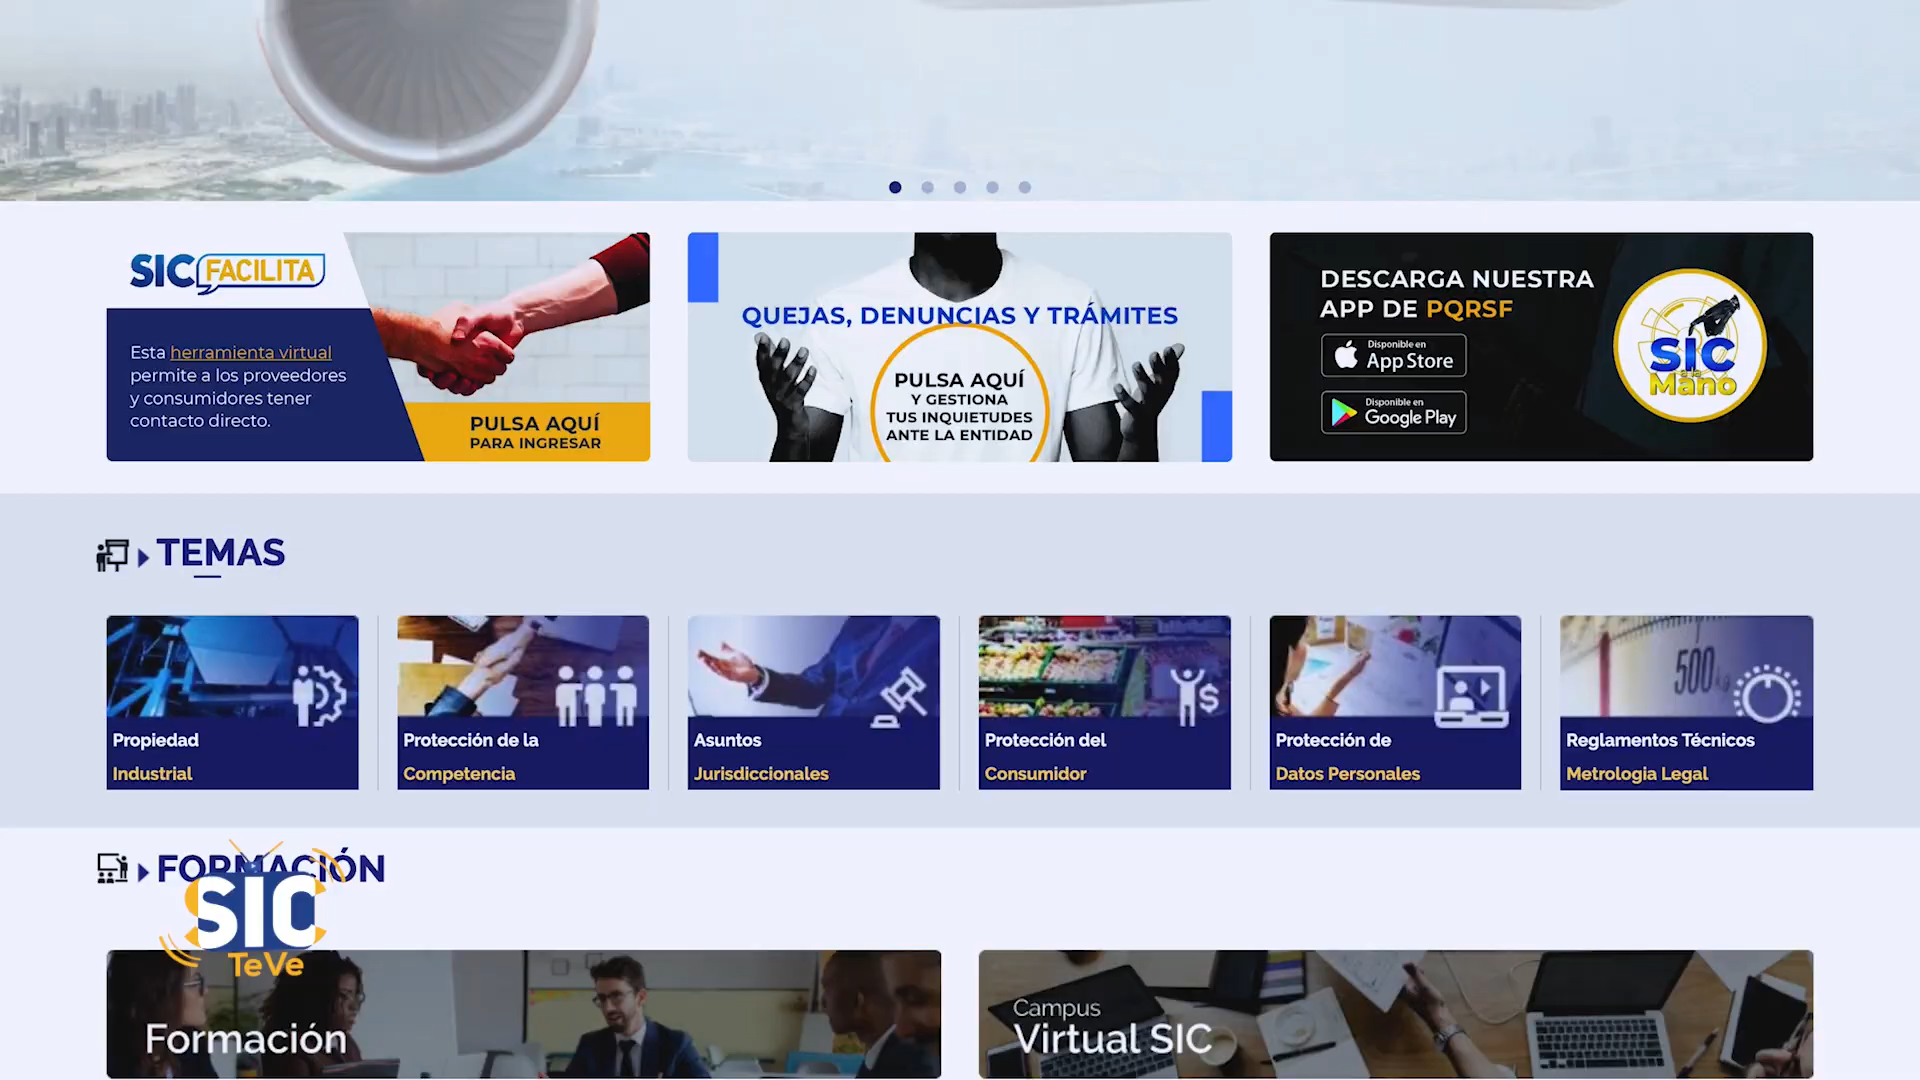 SIC FACILITA
Esta herramienta virtual
permite a los proveedores
y consumidores tener
contacto directo.
PULSA AQUÍ
PARA INGRESAR
QUEJAS, DENUNCIAS Y TRÁMITES
PULSA AQUÍ
Y GESTIONA
TUS INQUIETUDES
ANTE LA ENTIDAD
DESCARGA NUESTRA
APP DE PQRSF
Disponible en
App Store
Disponible en
Google Play
SIC
a la
Mano
TEMAS
Propiedad
Industrial
Protección de la
Competencia
Asuntos
Jurisdiccionales
$
Protección del
Consumidor
Protección de
Datos Personales
500 kg
Reglamentos Técnicos
Metrologia Legal
FORMACIÓN
SIC
TeVe
Formación
Campus
Virtual SIC